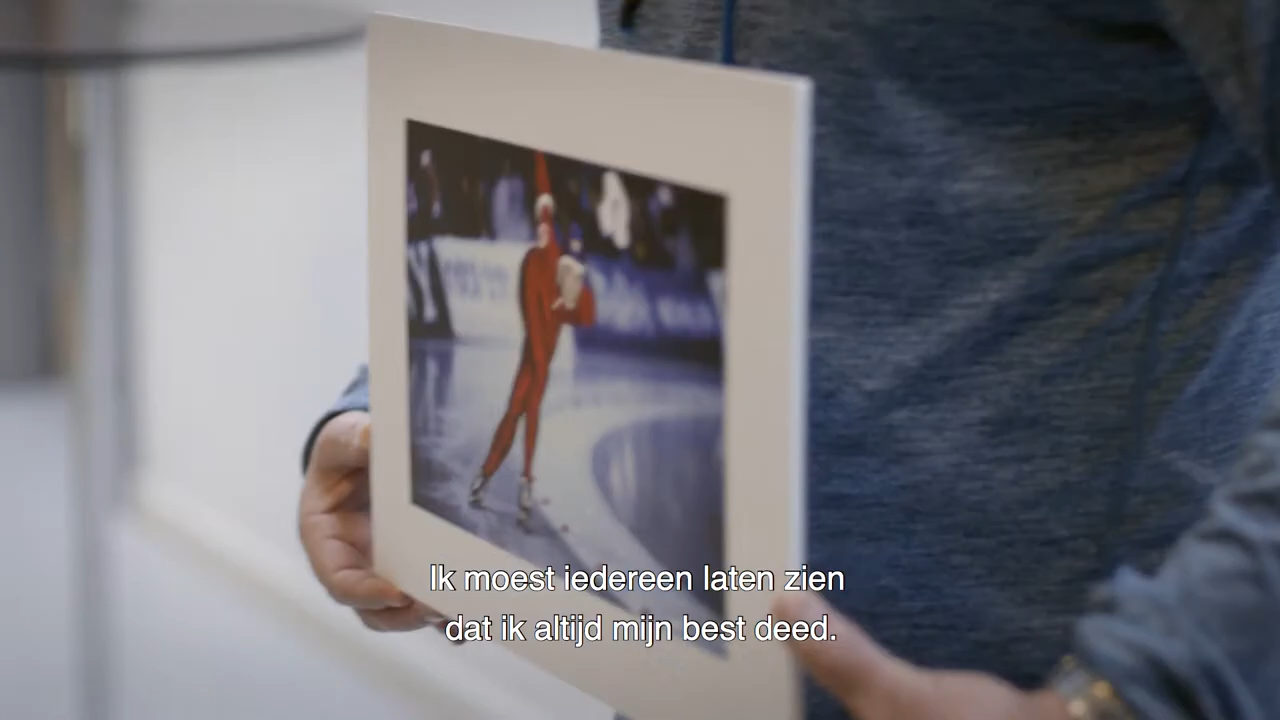 Ik moest iedereen laten zien
dat ik altijd mijn best deed.